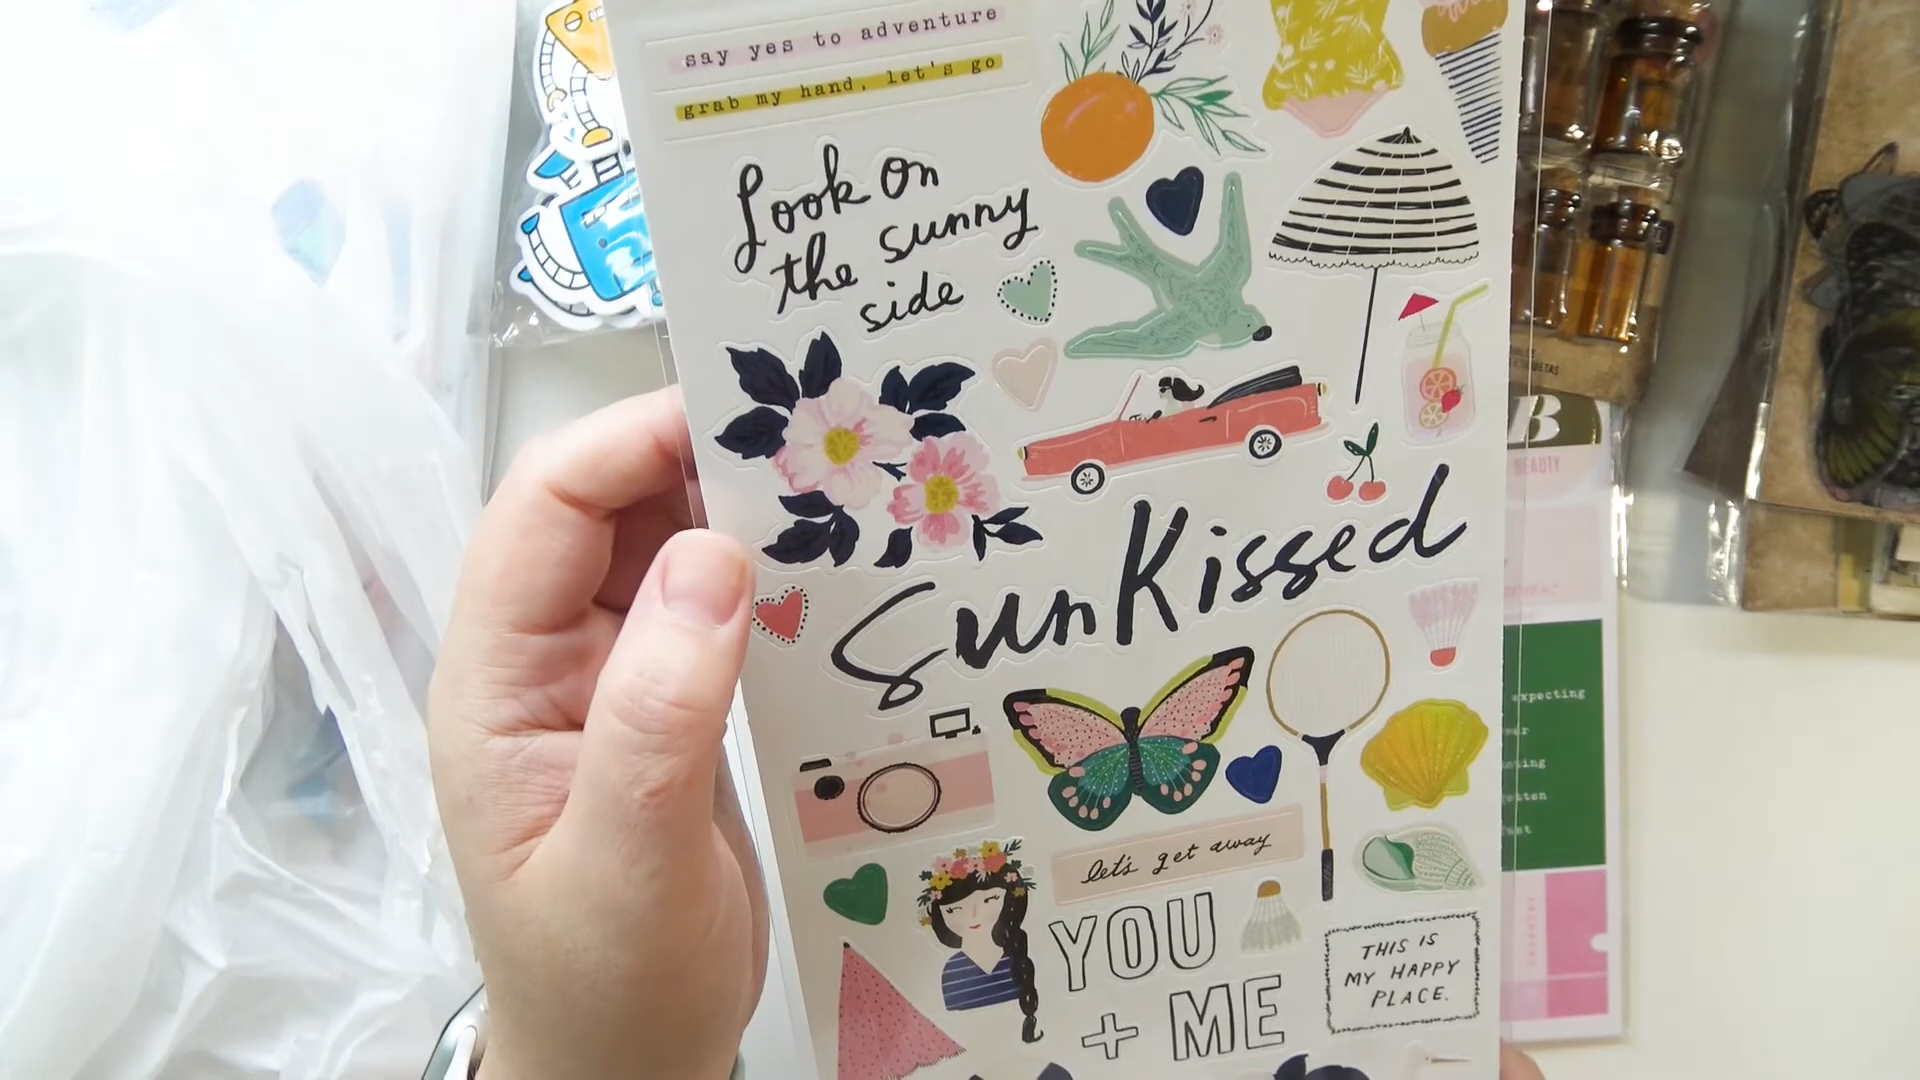 say yes to adventure
grab my hand, let's go
Look on
the sunny
side
SunKissed
let's get away
YOU
+ ME
THIS IS
MY HAPPY
PLACE.
B
BEAUTY
expecting